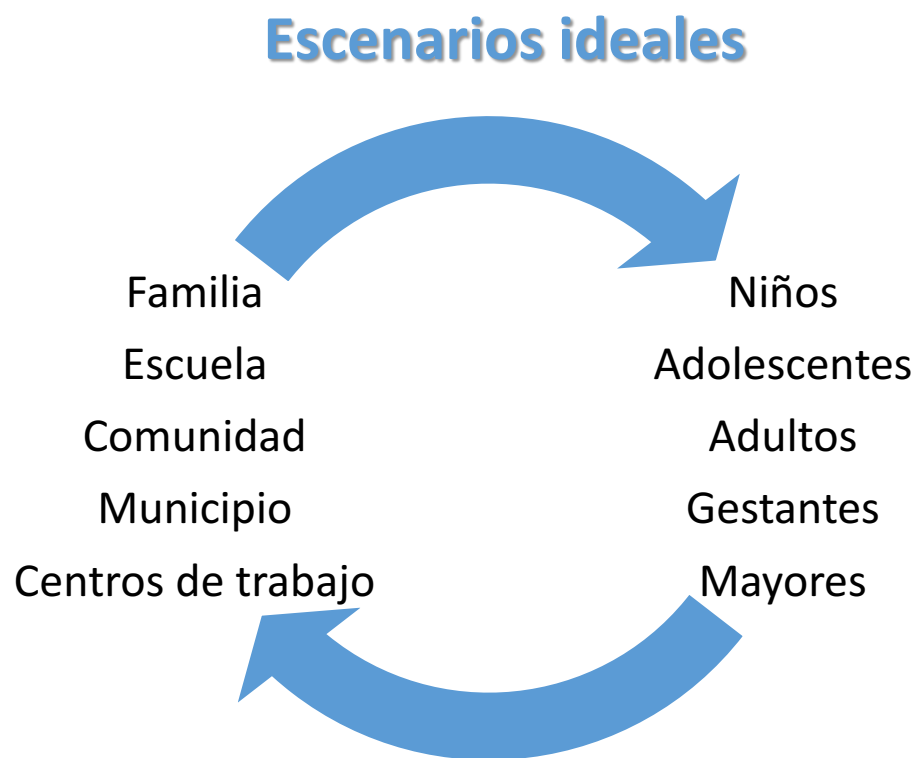 Escenarios ideales
Familia
Escuela
Comunidad
Municipio
Centros de trabajo
Niños
Adolescentes
Adultos
Gestantes
Mayores